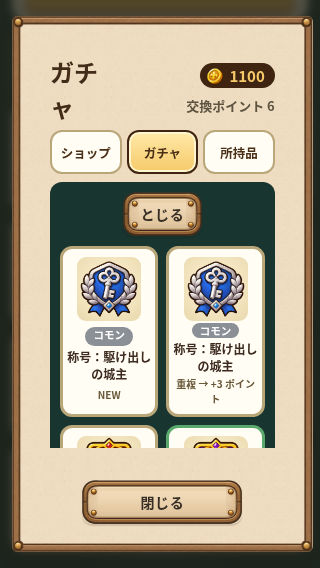 ガチ
ャ
1100
交換ポイント 6
ショップ
ガチャ
所持品
とじる
コモン
称号：駆け出し
の城主
NEW
コモン
称号：駆け出し
の城主
重複 → +3 ポイン
ト
閉じる